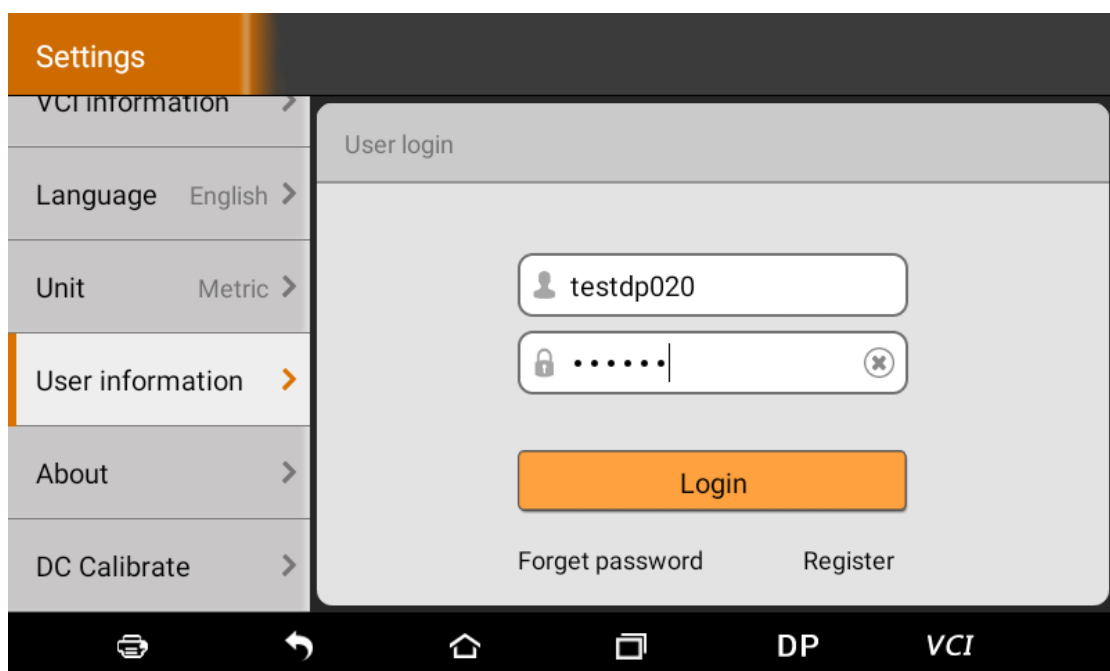 Settings
VCI information
User login
Language English
Unit Metric
testdp020
User information
About
Login
DC Calibrate
Forget password Register
DP VCI